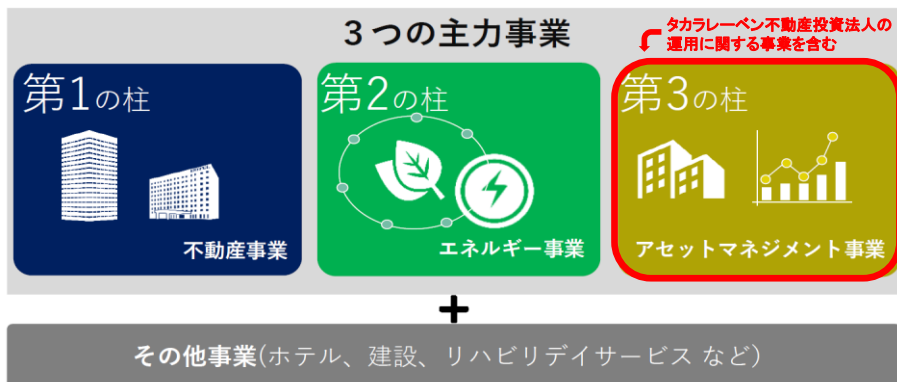 3つの主力事業
タカラレーベン不動産投資法人の
運用に関する事業を含む
第1の柱
不動産事業
第2の柱
エネルギー事業
第3の柱
アセットマネジメント事業
+
その他事業(ホテル、建設、リハビリデイサービス など)